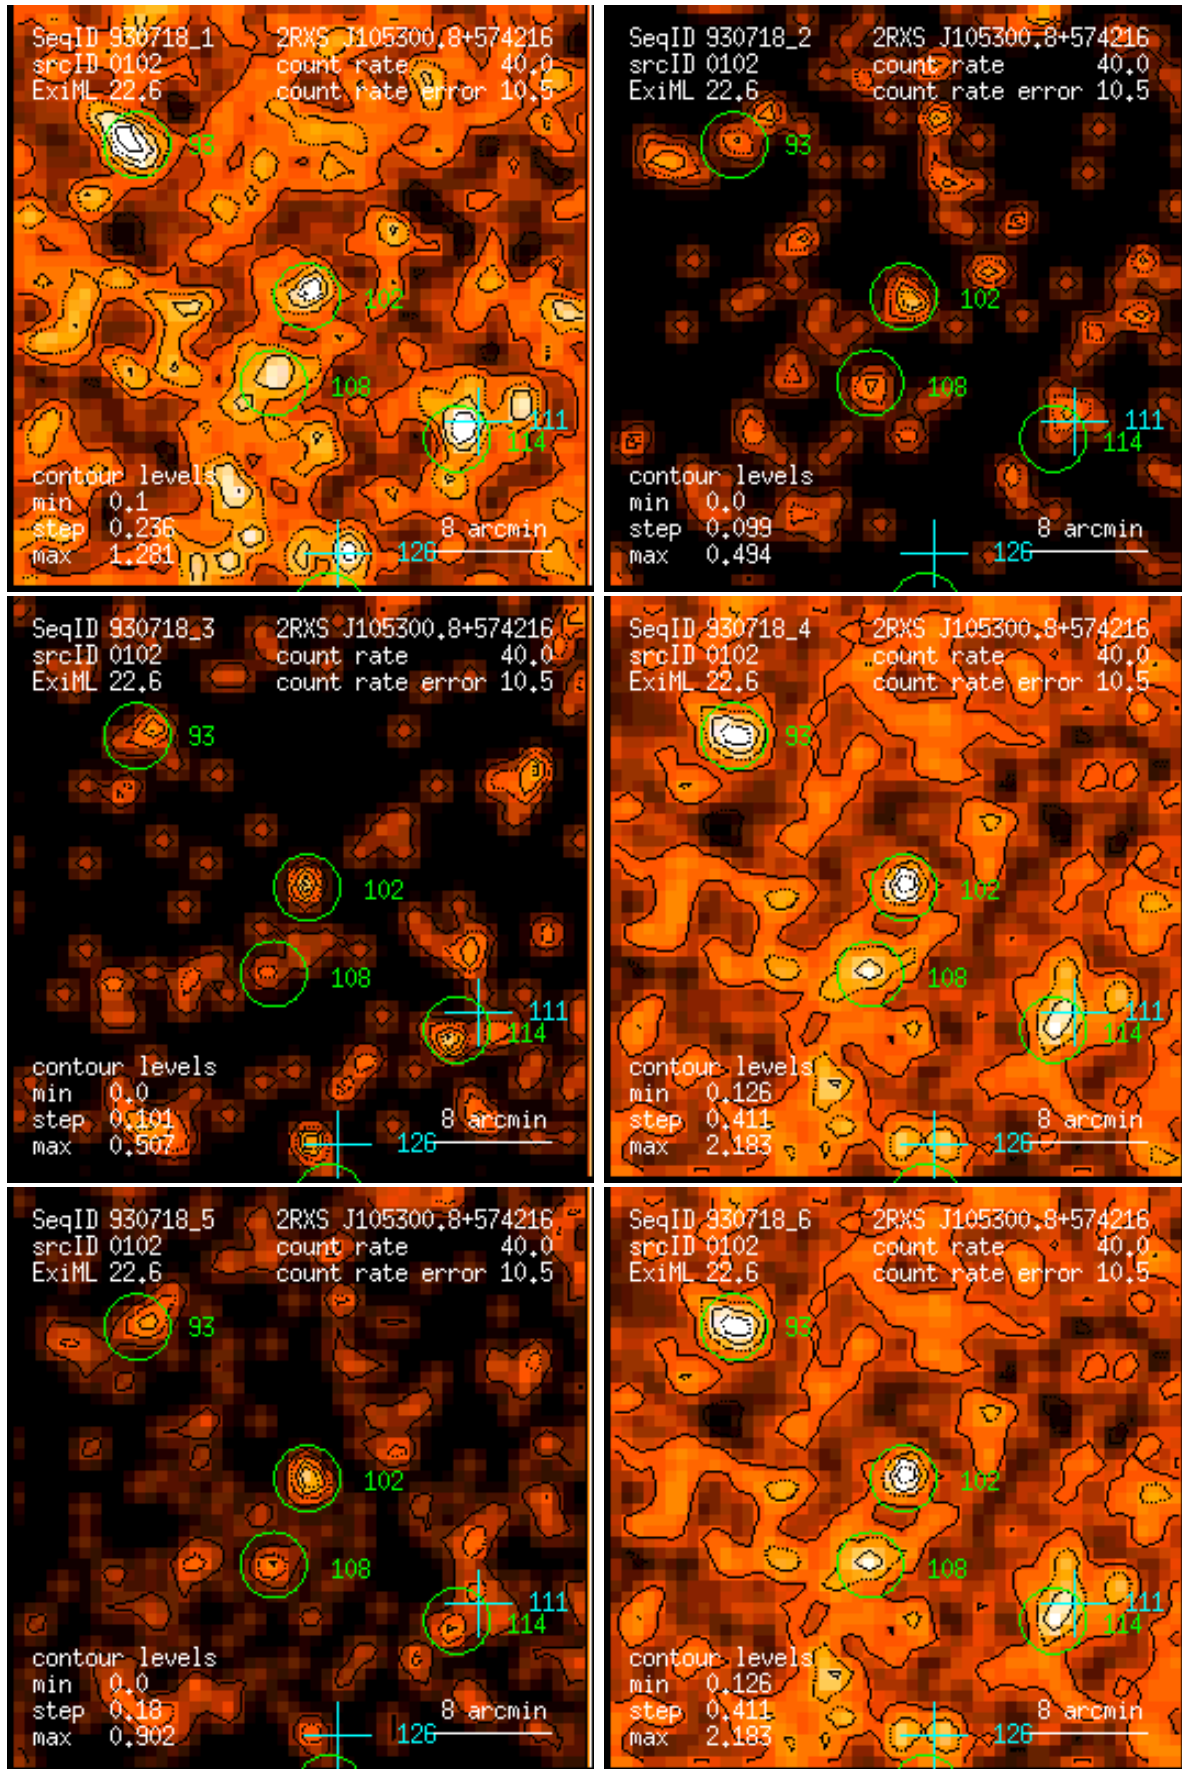 SeqID 930718_1 2RXS J105300.8+574216
srcID 0102 count rate 40.0
ExiML 22.6 count rate error 10.5
93
102
108
111
114
contour levels
min 0.1
step 0.236 8 arcmin
max 1.281 126
SeqID 930718_2 2RXS J105300.8+574216
srcID 0102 count rate 40.0
ExiML 22.6 count rate error 10.5
93
102
108
111
114
contour levels
min 0.0
step 0.099 8 arcmin
max 0.494 126
SeqID 930718_3 2RXS J105300.8+574216
srcID 0102 count rate 40.0
ExiML 22.6 count rate error 10.5
93
102
108
111
114
contour levels
min 0.0
step 0.101 8 arcmin
max 0.507 126
SeqID 930718_4 2RXS J105300.8+574216
srcID 0102 count rate 40.0
ExiML 22.6 count rate error 10.5
93
102
108
111
114
contour levels
min 0.126
step 0.411 8 arcmin
max 2.183 126
SeqID 930718_5 2RXS J105300.8+574216
srcID 0102 count rate 40.0
ExiML 22.6 count rate error 10.5
93
102
108
111
114
contour levels
min 0.0
step 0.18 8 arcmin
max 0.902 126
SeqID 930718_6 2RXS J105300.8+574216
srcID 0102 count rate 40.0
ExiML 22.6 count rate error 10.5
93
102
108
111
114
contour levels
min 0.126
step 0.411 8 arcmin
max 2.183 126